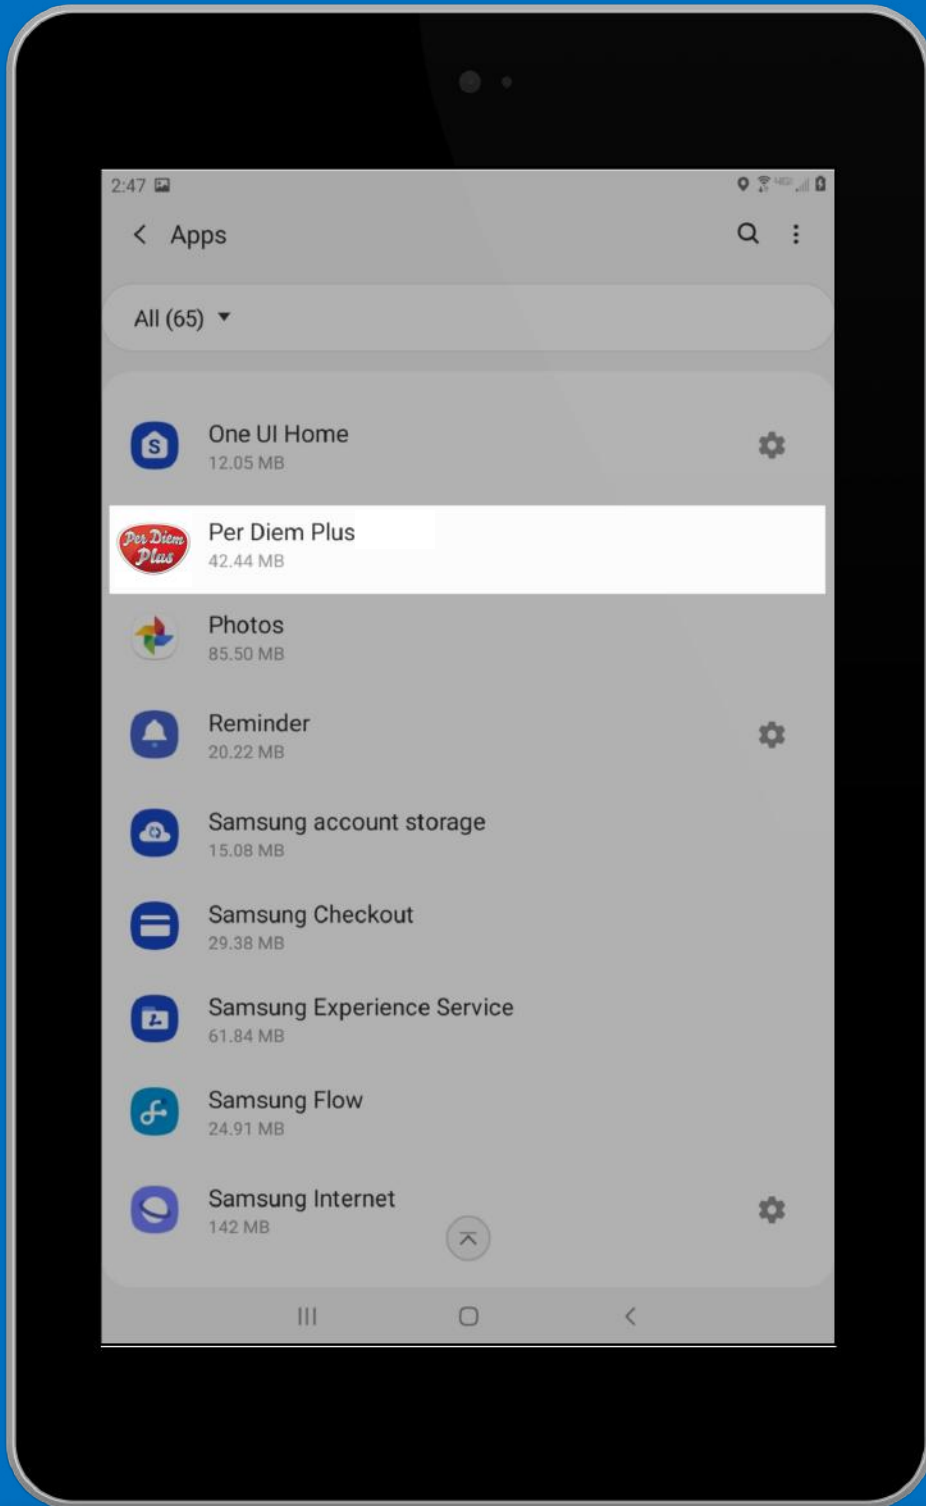 2:47
Apps
All (65)
One UI Home
12.05 MB
Per Diem Plus
Per Diem
Plus
42.44 MB
Photos
85.50 MB
Reminder
20.22 MB
Samsung account storage
15.08 MB
Samsung Checkout
29.38 MB
Samsung Experience Service
61.84 MB
Samsung Flow
24.91 MB
Samsung Internet
142 MB